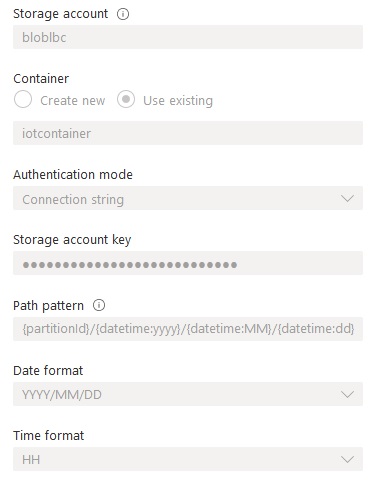 Storage account
bloblbc
Container
Create new
Use existing
iotcontainer
Authentication mode
Connection string
Storage account key
●●●●●●●●●●●●●●●●●●●●●●●●●●●
Path pattern
{partitionId}/{datetime:yyyy}/{datetime:MM}/{datetime:dd}
Date format
YYYY/MM/DD
Time format
HH